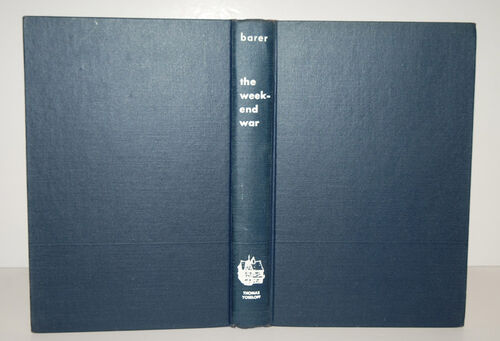 barer
the
week-
end
war
THOMAS
YOSELOFF